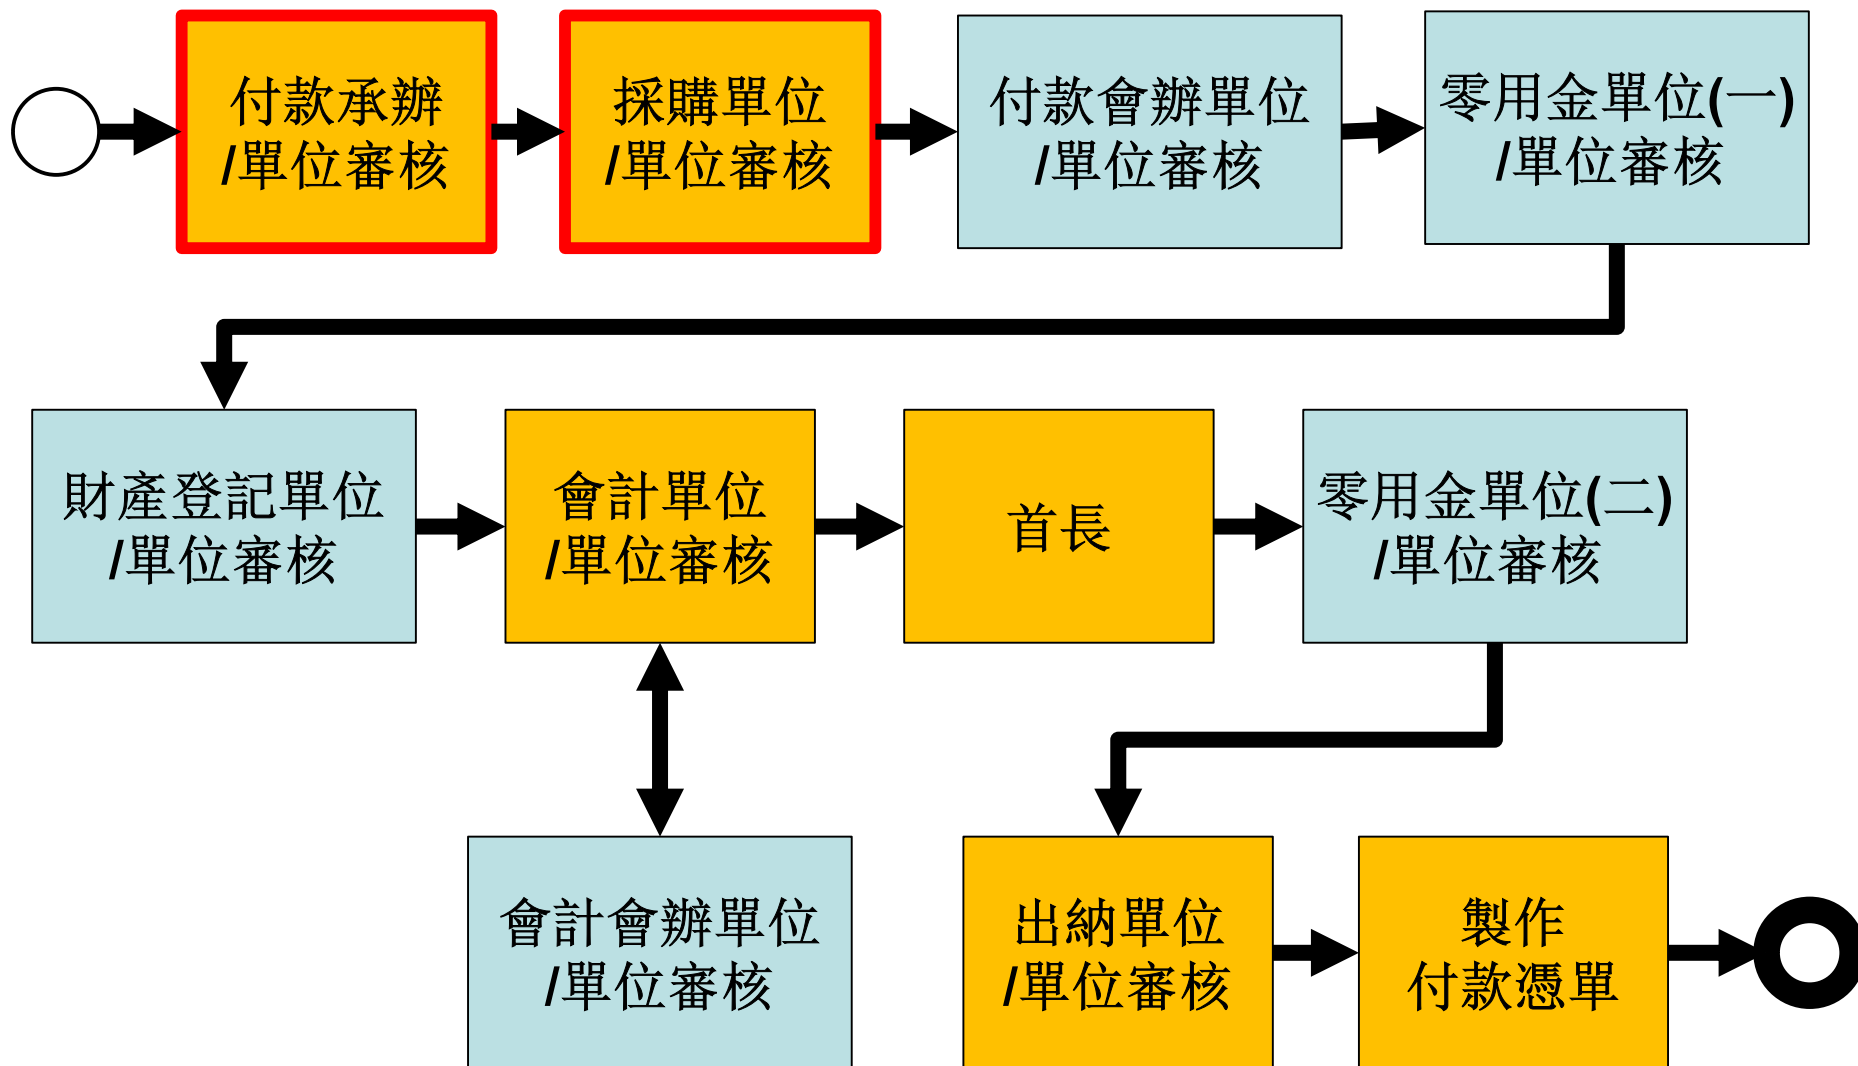 付款承辦
/單位審核
採購單位
/單位審核
付款會辦單位
/單位審核
零用金單位(一)
/單位審核
財產登記單位
/單位審核
會計單位
/單位審核
首長
零用金單位(二)
/單位審核
會計會辦單位
/單位審核
出納單位
/單位審核
製作
付款憑單